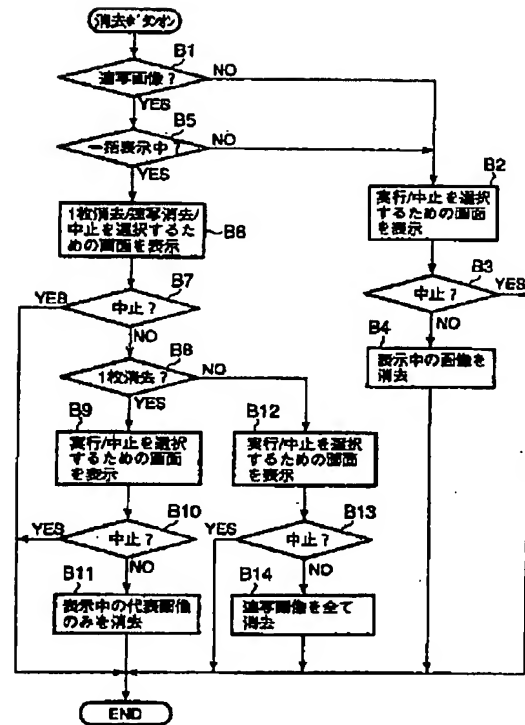 消去ボタンオン
B1
連写画像?
NO
YES
B5
一括表示中?
NO
YES
B2
実行/中止を選択
するための画面
を表示
1枚消去/連写消去/
中止を選択するた
めの画面を表示
B6
B3
中止?
YES
NO
B7
YES
中止?
NO
B4
表示中の画像を
消去
B8
1枚消去?
NO
YES
B9
実行/中止を選択
するための画面
を表示
B12
実行/中止を選択
するための画面
を表示
B10
YES
中止?
NO
B13
YES
中止?
NO
B11
表示中の代表画像
のみを消去
B14
連写画像を全て
消去
END